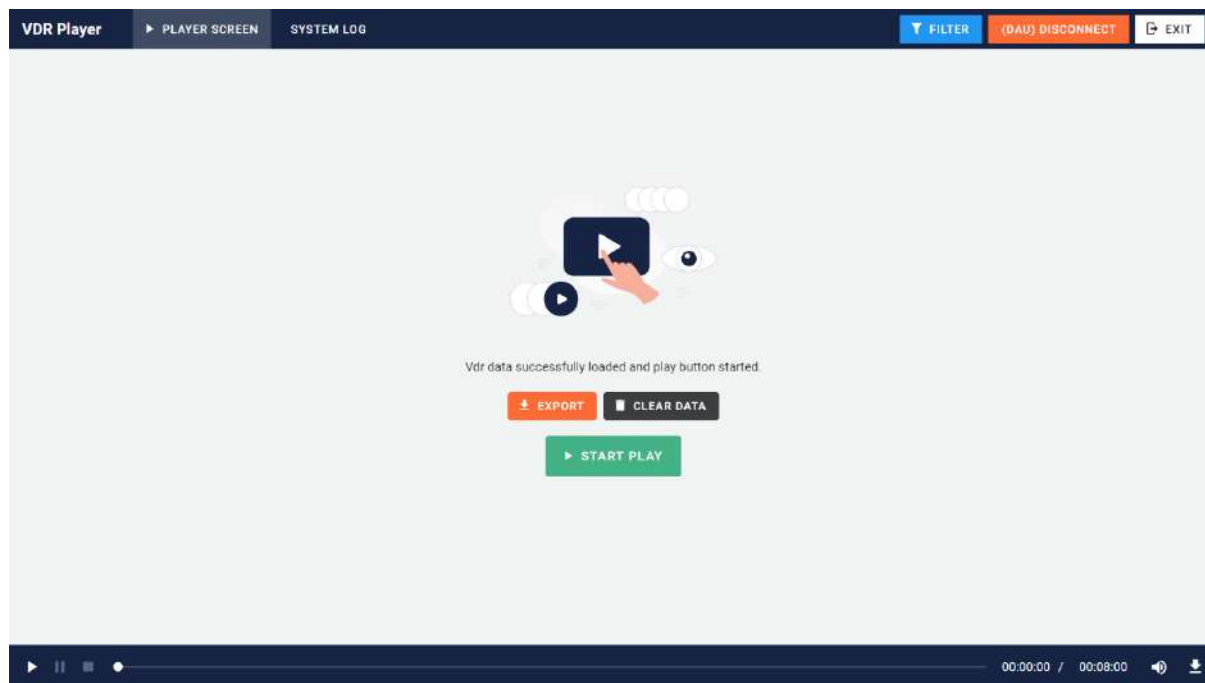 VDR Player PLAYER SCREEN SYSTEM LOG FILTER (DAU) DISCONNECT EXIT
Vdr data successfully loaded and play button started.
EXPORT CLEAR DATA
START PLAY
00:00:00 / 00:08:00